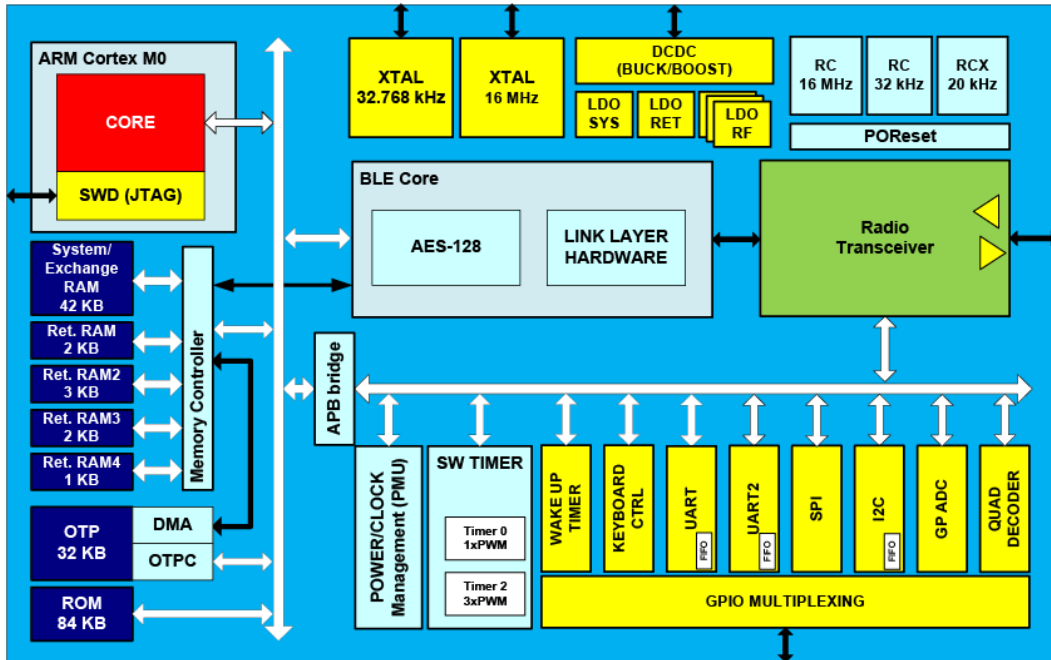 ARM Cortex M0
CORE
SWD (JTAG)
XTAL
32.768 kHz
XTAL
16 MHz
DCDC
(BUCK/BOOST)
LDO
SYS
LDO
RET
LDO
RF
RC
16 MHz
RC
32 kHz
RCX
20 kHz
POReset
BLE Core
AES-128
LINK LAYER
HARDWARE
Radio
Transceiver
System/
Exchange
RAM
42 KB
Ret. RAM
2 KB
Ret. RAM2
3 KB
Ret. RAM3
2 KB
Ret. RAM4
1 KB
Memory Controller
OTP
32 KB
DMA
OTPC
ROM
84 KB
APB bridge
POWER/CLOCK
Management (PMU)
SW TIMER
Timer 0
1xPWM
Timer 2
3xPWM
WAKE UP
TIMER
KEYBOARD
CTRL
UART
FIFO
UART2
FIFO
SPI
I2C
FIFO
GP ADC
QUAD
DECODER
GPIO MULTIPLEXING